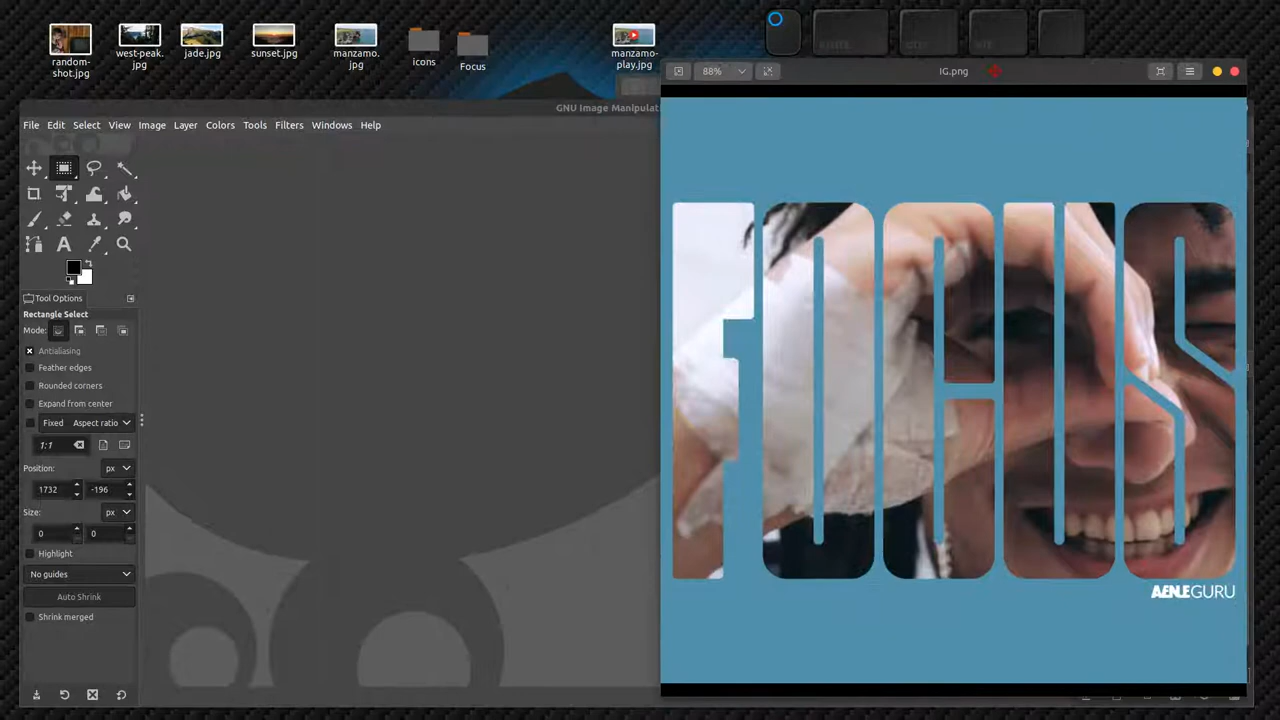 random-shot.jpg
west-peak.jpg
jade.jpg
sunset.jpg
manzamo.jpg
icons
Focus
manzamo-play.jpg
88%
IG.png
GNU Image Manipulat
File Edit Select View Image Layer Colors Tools Filters Windows Help
Tool Options
Rectangle Select
Mode:
Antialiasing
Feather edges
Rounded corners
Expand from center
Fixed Aspect ratio
1:1
Position: px
1732 -196
Size: px
0 0
Highlight
No guides
Auto Shrink
Shrink merged
FOCUS
AENLEGURU